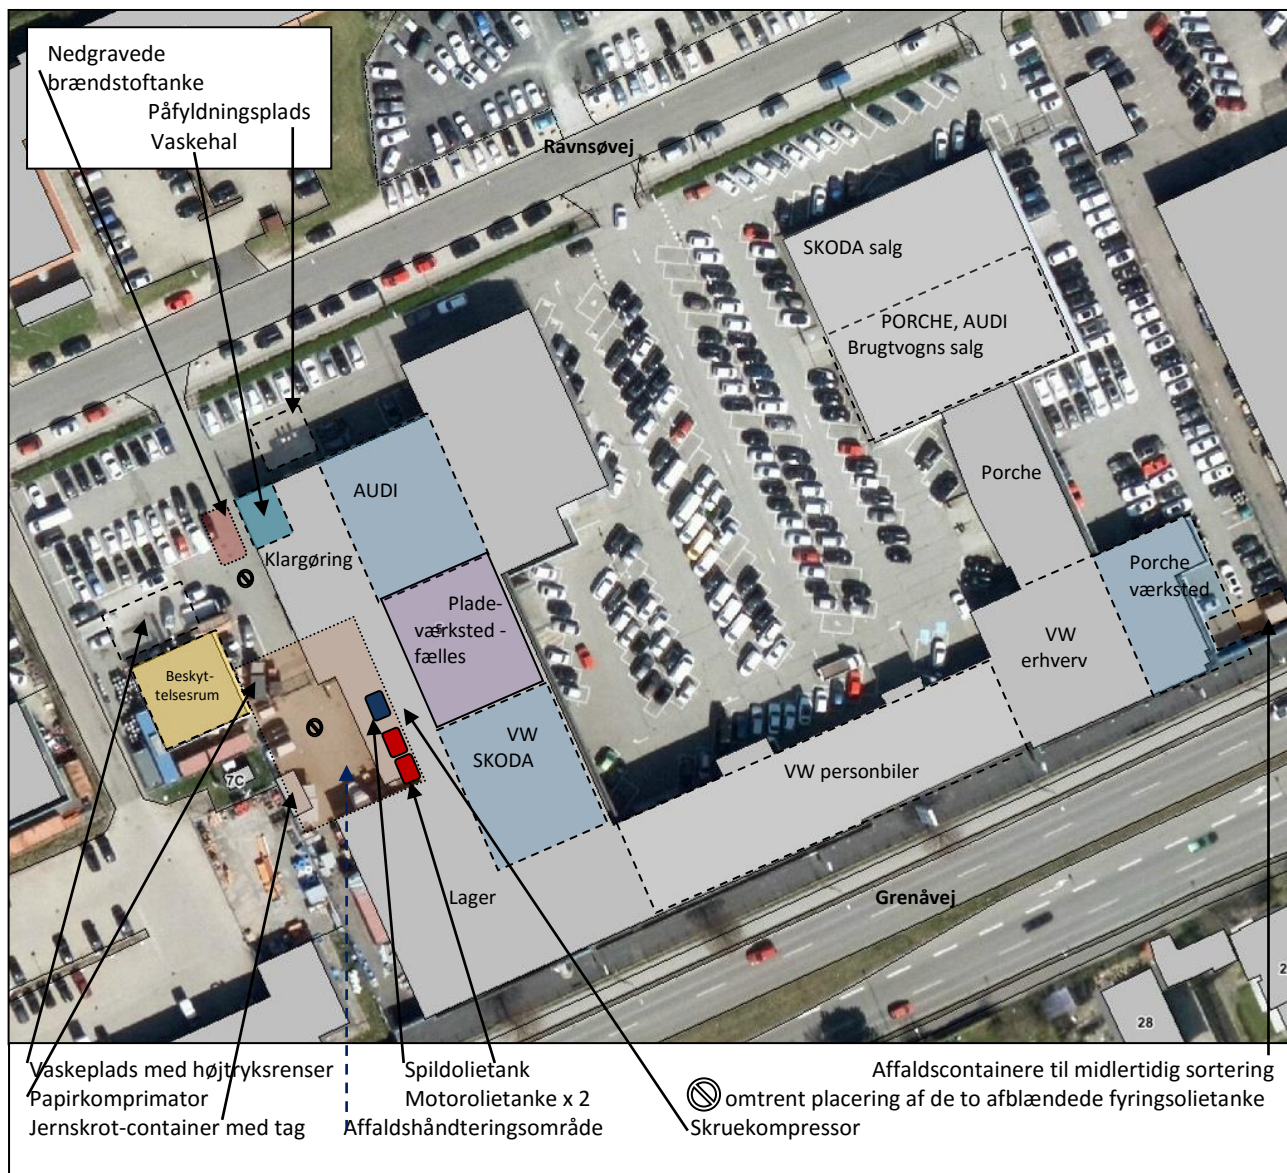 Nedgravede
brændstoftanke
Påfyldningsplads
Vaskehal
Ravnsøvej
SKODA salg
PORCHE, AUDI
Brugtvogns salg
AUDI
Porche
Klargøring
Porche
værksted
Plade-
værksted -
fælles
VW
erhverv
Beskyt-
telsesrum
VW
SKODA
7C
VW personbiler
Lager
Grenåvej
2
28
Vaskeplads med højtryksrenser
Papirkomprimator
Jernskrot-container med tag
Spildolietank
Motorolietanke x 2
Affaldshåndteringsområde
Affaldscontainere til midlertidig sortering
omtrent placering af de to afblændede fyringsolietanke
Skruekompressor